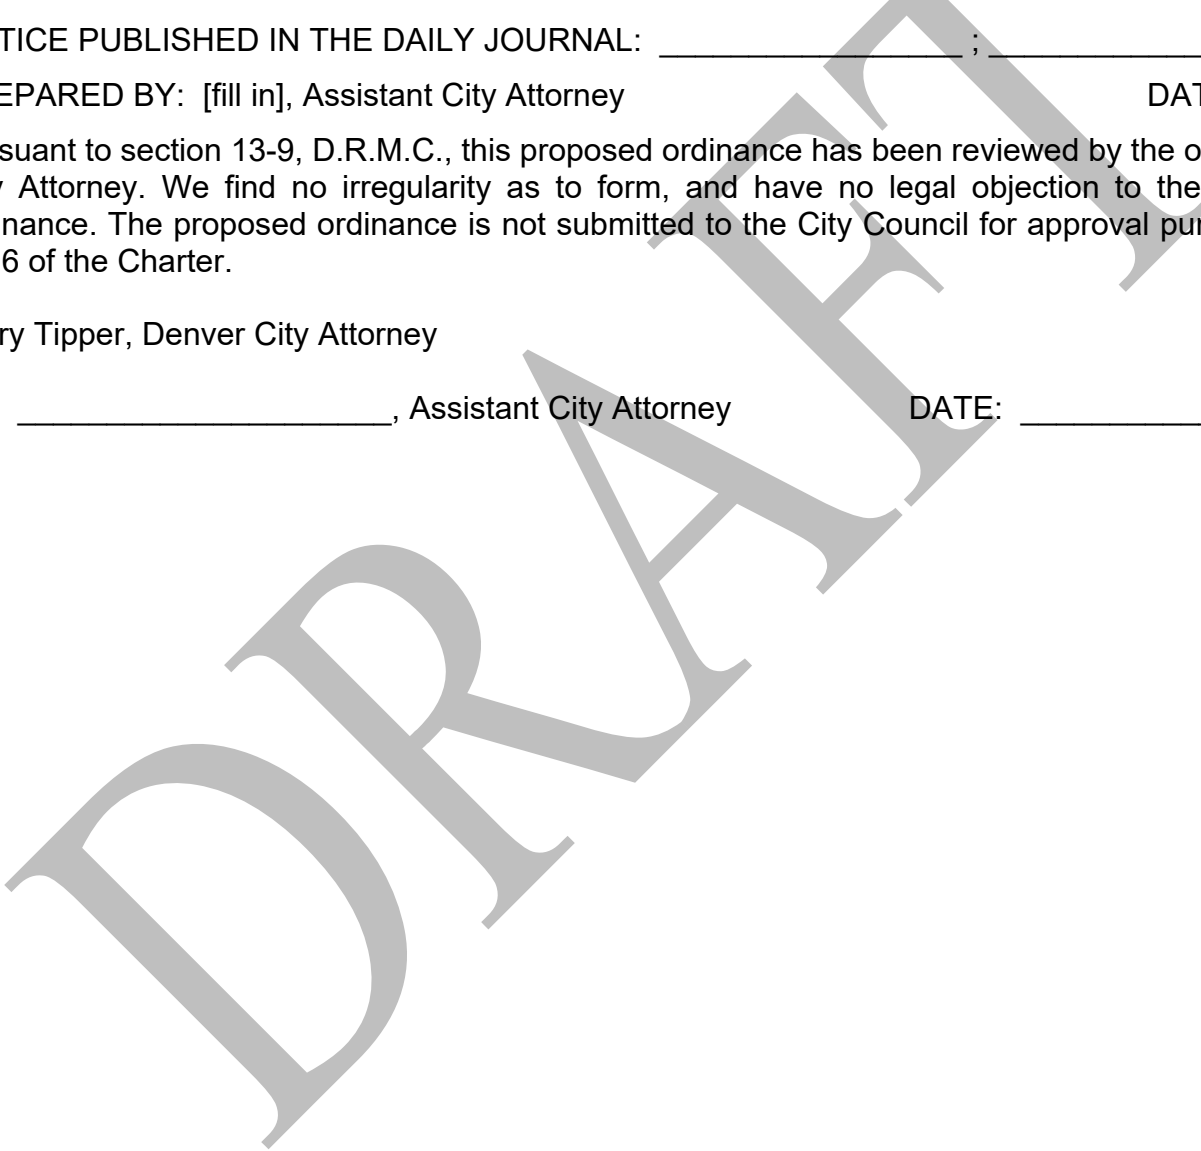 TICE PUBLISHED IN THE DAILY JOURNAL: _________________ ; ____________
EPARED BY: [fill in], Assistant City Attorney DAT
suant to section 13-9, D.R.M.C., this proposed ordinance has been reviewed by the o
y Attorney. We find no irregularity as to form, and have no legal objection to the
nance. The proposed ordinance is not submitted to the City Council for approval pur
6 of the Charter.
ry Tipper, Denver City Attorney
_____________________, Assistant City Attorney DATE: __________
DRAFT